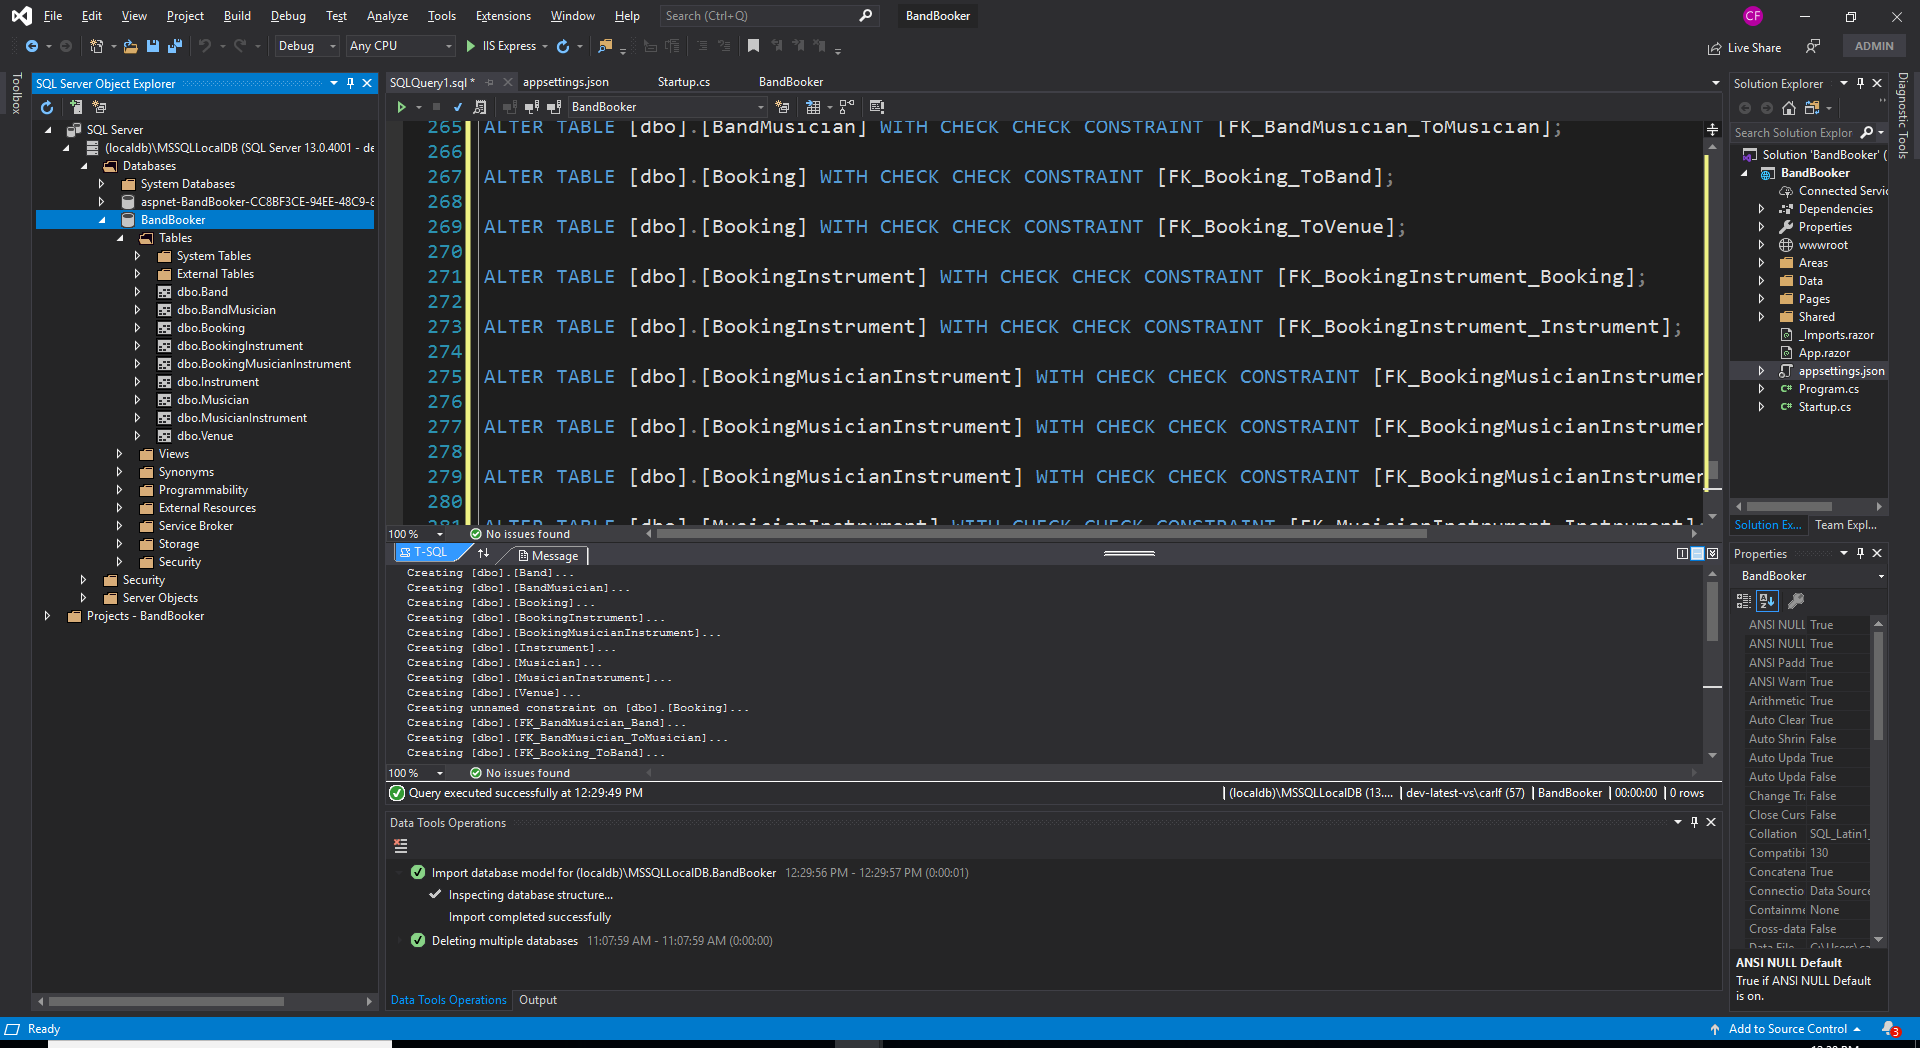 File Edit View Project Build Debug Test Analyze Tools Extensions Window Help Search (Ctrl+Q) BandBooker CF
Debug Any CPU IIS Express Live Share ADMIN
Toolbox
SQL Server Object Explorer
SQL Server
(localdb)\MSSQLLocalDB (SQL Server 13.0.4001 - de
Databases
System Databases
aspnet-BandBooker-CC8BF3CE-94EE-48C9-8
BandBooker
Tables
System Tables
External Tables
dbo.Band
dbo.BandMusician
dbo.Booking
dbo.BookingInstrument
dbo.BookingMusicianInstrument
dbo.Instrument
dbo.Musician
dbo.MusicianInstrument
dbo.Venue
Views
Synonyms
Programmability
External Resources
Service Broker
Storage
Security
Security
Server Objects
Projects - BandBooker
SQLQuery1.sql * appsettings.json Startup.cs BandBooker
BandBooker
265 ALTER TABLE [dbo].[BandMusician] WITH CHECK CHECK CONSTRAINT [FK_BandMusician_ToMusician];
266
267 ALTER TABLE [dbo].[Booking] WITH CHECK CHECK CONSTRAINT [FK_Booking_ToBand];
268
269 ALTER TABLE [dbo].[Booking] WITH CHECK CHECK CONSTRAINT [FK_Booking_ToVenue];
270
271 ALTER TABLE [dbo].[BookingInstrument] WITH CHECK CHECK CONSTRAINT [FK_BookingInstrument_Booking];
272
273 ALTER TABLE [dbo].[BookingInstrument] WITH CHECK CHECK CONSTRAINT [FK_BookingInstrument_Instrument];
274
275 ALTER TABLE [dbo].[BookingMusicianInstrument] WITH CHECK CHECK CONSTRAINT [FK_BookingMusicianInstrumen
276
277 ALTER TABLE [dbo].[BookingMusicianInstrument] WITH CHECK CHECK CONSTRAINT [FK_BookingMusicianInstrumen
278
279 ALTER TABLE [dbo].[BookingMusicianInstrument] WITH CHECK CHECK CONSTRAINT [FK_BookingMusicianInstrumen
280
281 ALTER TABLE [dbo].[MusicianInstrument] WITH CHECK CHECK CONSTRAINT [FK_MusicianInstrument_Instrument];
100 % No issues found
T-SQL Message
Creating [dbo].[Band]...
Creating [dbo].[BandMusician]...
Creating [dbo].[Booking]...
Creating [dbo].[BookingInstrument]...
Creating [dbo].[BookingMusicianInstrument]...
Creating [dbo].[Instrument]...
Creating [dbo].[Musician]...
Creating [dbo].[MusicianInstrument]...
Creating [dbo].[Venue]...
Creating unnamed constraint on [dbo].[Booking]...
Creating [dbo].[FK_BandMusician_Band]...
Creating [dbo].[FK_BandMusician_ToMusician]...
Creating [dbo].[FK_Booking_ToBand]...
100 % No issues found
Query executed successfully at 12:29:49 PM (localdb)\MSSQLLocalDB (13.... dev-latest-vs\carlf (57) BandBooker 00:00:00 0 rows
Data Tools Operations
Import database model for (localdb)\MSSQLLocalDB.BandBooker 12:29:56 PM - 12:29:57 PM (0:00:01)
Inspecting database structure...
Import completed successfully
Deleting multiple databases 11:07:59 AM - 11:07:59 AM (0:00:00)
Data Tools Operations Output
Solution Explorer
Search Solution Explor
Solution 'BandBooker' (
BandBooker
Connected Servic
Dependencies
Properties
wwwroot
Areas
Data
Pages
Shared
_Imports.razor
App.razor
appsettings.json
Program.cs
Startup.cs
Solution Ex... Team Expl...
Properties
BandBooker
ANSI NULL True
ANSI NULL True
ANSI Padd True
ANSI Warn True
Arithmetic True
Auto Clear True
Auto Shrin False
Auto Upda True
Auto Upda False
Change Tr False
Close Curs False
Collation SQL_Latin1_
Compatibi 130
Concatena True
Connectio Data Source
Containme None
Cross-data False
ANSI NULL Default
True if ANSI NULL Default
is on.
Diagnostic Tools
Ready Add to Source Control 3